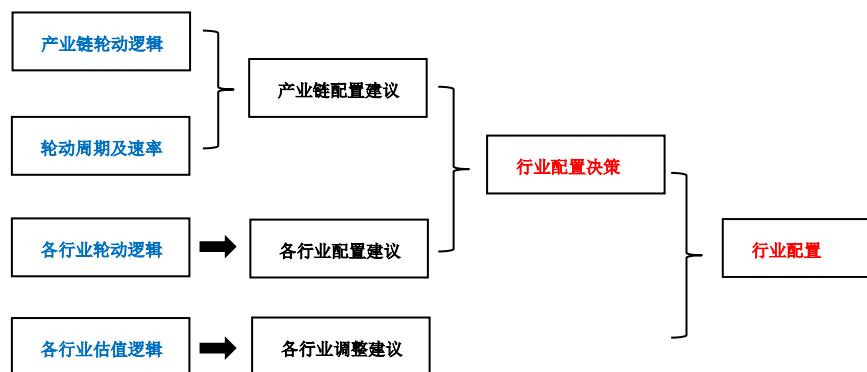 产业链轮动逻辑
产业链配置建议
轮动周期及速率
行业配置决策
各行业轮动逻辑
各行业配置建议
行业配置
各行业估值逻辑
各行业调整建议